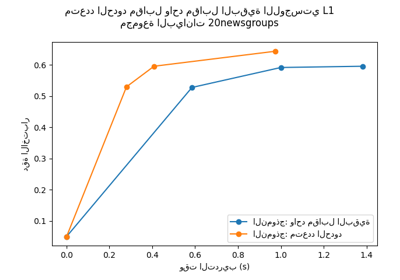 متعدد الحدود مقابل واحد مقابل البقية اللوجستي L1
مجموعة البيانات 20newsgroups
دقة الاختبار
0.6
0.5
0.4
0.3
0.2
0.1
0.0 0.2 0.4 0.6 0.8 1.0 1.2 1.4
وقت التدريب (s)
النموذج: واحد مقابل البقية
النموذج: متعدد الحدود